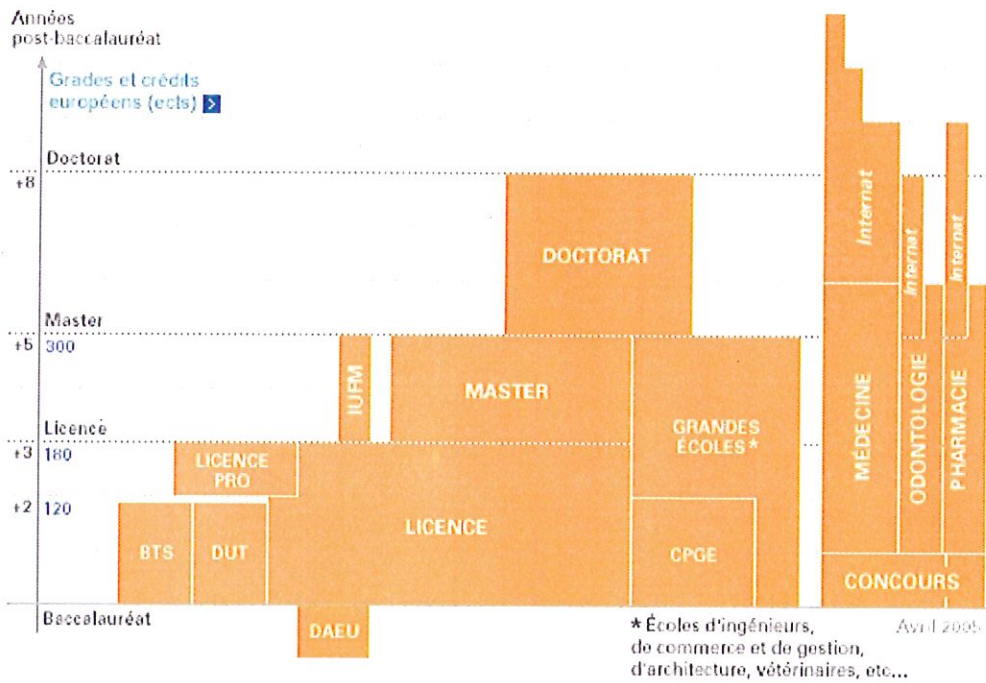 Années
post-baccalauréat
Grades et crédits
européens (ects)
Doctorat
+8
DOCTORAT
Internat
Internat
Internat
Master
+5 300
IUFM
MASTER
GRANDES
ÉCOLES*
MÉDECINE
ODONTOLOGIE
PHARMACIE
Licence
+3 180
LICENCE
PRO
LICENCE
+2 120
BTS
DUT
CPGE
CONCOURS
Baccalauréat
DAEU
* Écoles d'ingénieurs,
de commerce et de gestion,
d'architecture, vétérinaires, etc...
Avril 2005